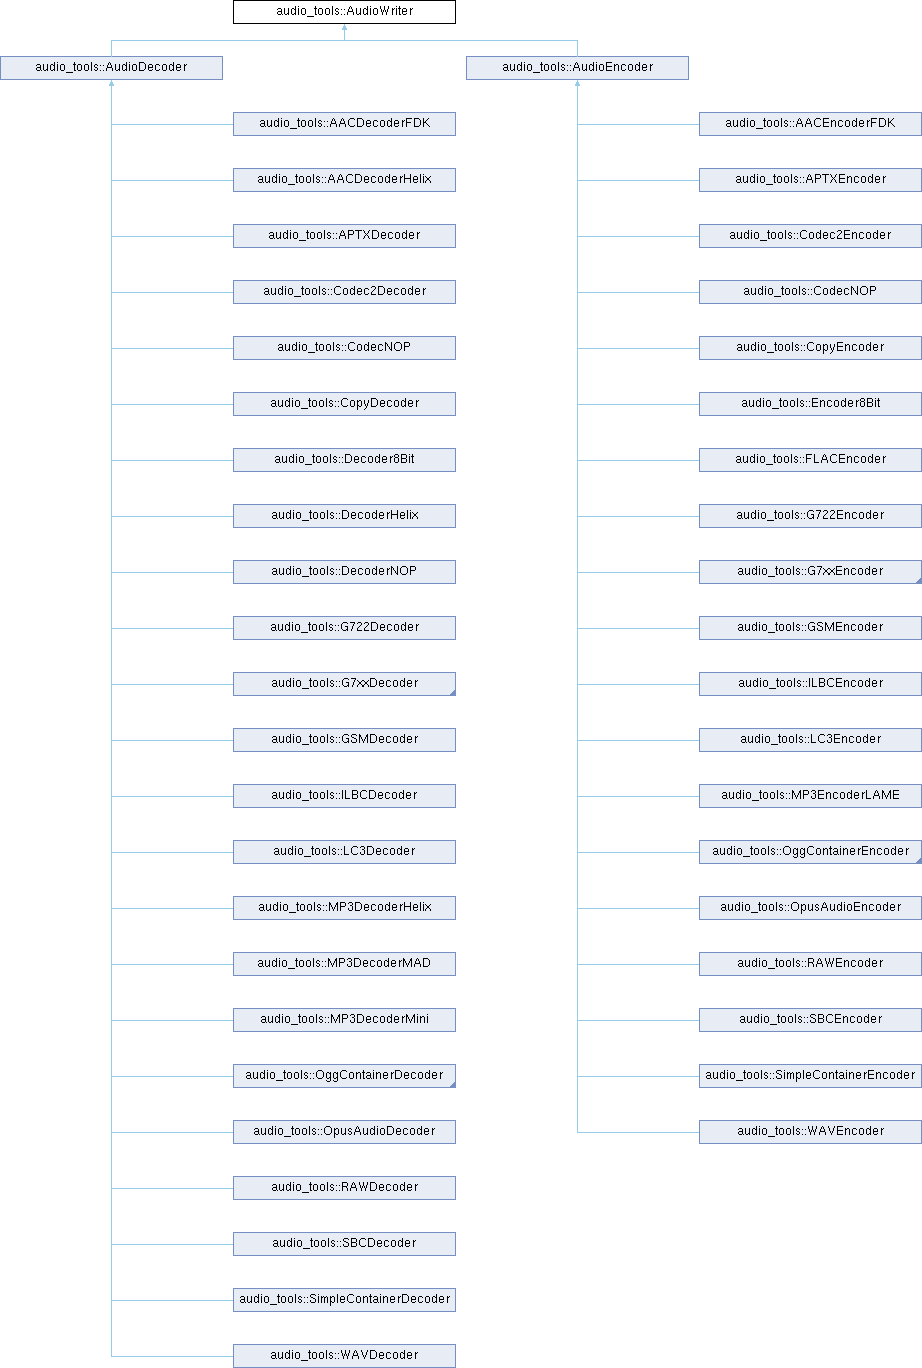 audio_tools::AudioWriter
audio_tools::AudioDecoder
audio_tools::AudioEncoder
audio_tools::AACDecoderFDK
audio_tools::AACEncoderFDK
audio_tools::AACDecoderHelix
audio_tools::APTXEncoder
audio_tools::APTXDecoder
audio_tools::Codec2Encoder
audio_tools::Codec2Decoder
audio_tools::CodecNOP
audio_tools::CodecNOP
audio_tools::CopyEncoder
audio_tools::CopyDecoder
audio_tools::Encoder8Bit
audio_tools::Decoder8Bit
audio_tools::FLACEncoder
audio_tools::DecoderHelix
audio_tools::G722Encoder
audio_tools::DecoderNOP
audio_tools::G7xxEncoder
audio_tools::G722Decoder
audio_tools::GSMEncoder
audio_tools::G7xxDecoder
audio_tools::ILBCEncoder
audio_tools::GSMDecoder
audio_tools::LC3Encoder
audio_tools::ILBCDecoder
audio_tools::MP3EncoderLAME
audio_tools::LC3Decoder
audio_tools::OggContainerEncoder
audio_tools::MP3DecoderHelix
audio_tools::OpusAudioEncoder
audio_tools::MP3DecoderMAD
audio_tools::RAWEncoder
audio_tools::MP3DecoderMini
audio_tools::SBCEncoder
audio_tools::OggContainerDecoder
audio_tools::SimpleContainerEncoder
audio_tools::OpusAudioDecoder
audio_tools::WAVEncoder
audio_tools::RAWDecoder
audio_tools::SBCDecoder
audio_tools::SimpleContainerDecoder
audio_tools::WAVDecoder